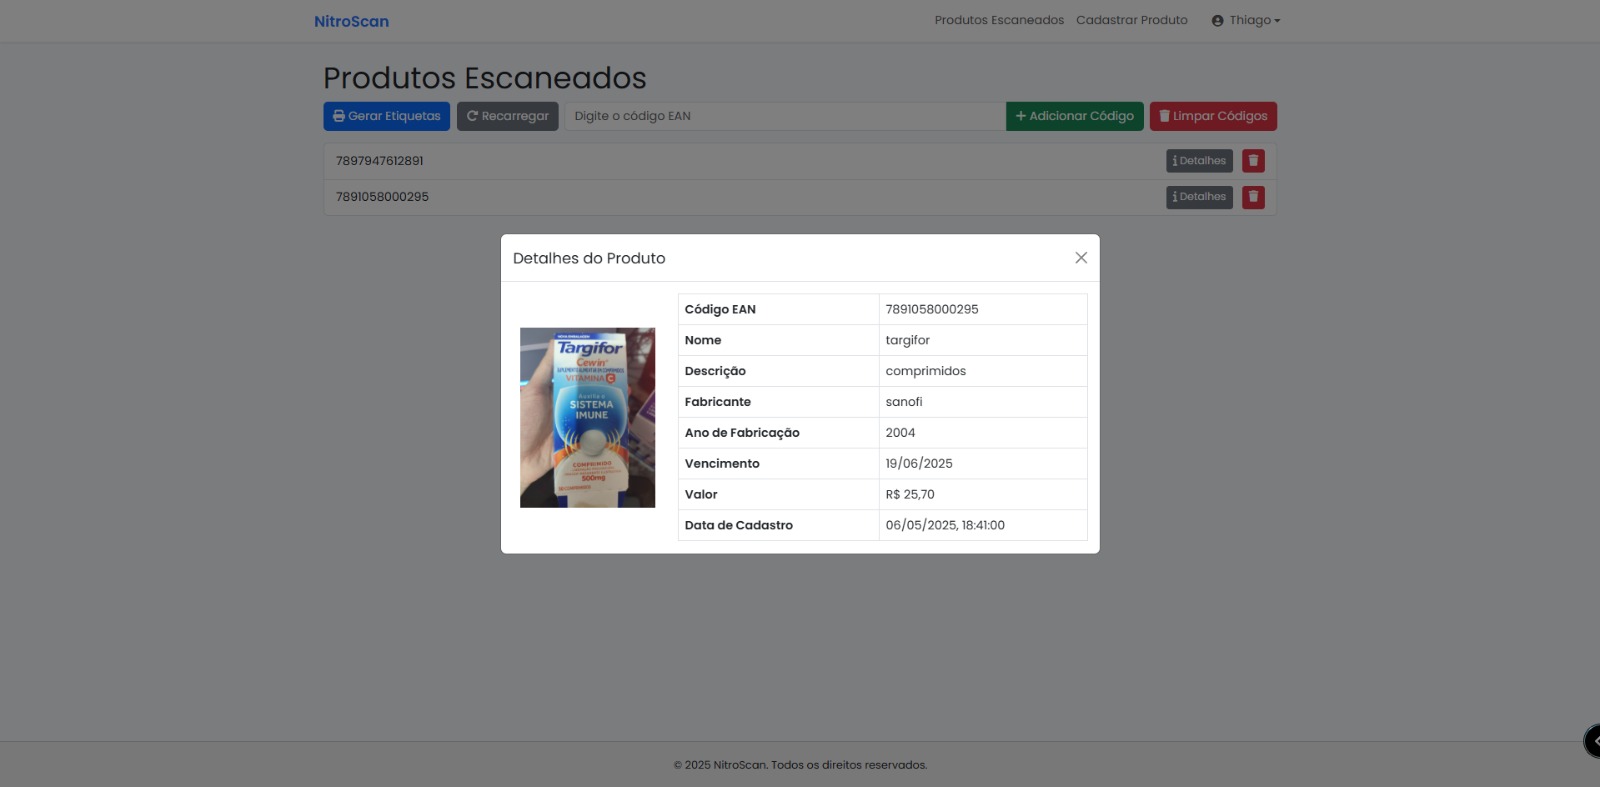 NitroScan
Produtos Escaneados
Cadastrar Produto
Thiago
Produtos Escaneados
Gerar Etiquetas
Recarregar
Digite o código EAN
Adicionar Código
Limpar Códigos
7897947612891
Detalhes
7891058000295
Detalhes
Detalhes do Produto
Targifor
Cewin
VITAMINA C
Auxilia o
SISTEMA
IMUNE
COMPRIMIDO
500mg
Código EAN 7891058000295
Nome targifor
Descrição comprimidos
Fabricante sanofi
Ano de Fabricação 2004
Vencimento 19/06/2025
Valor R$ 25,70
Data de Cadastro 06/05/2025, 18:41:00
© 2025 NitroScan. Todos os direitos reservados.